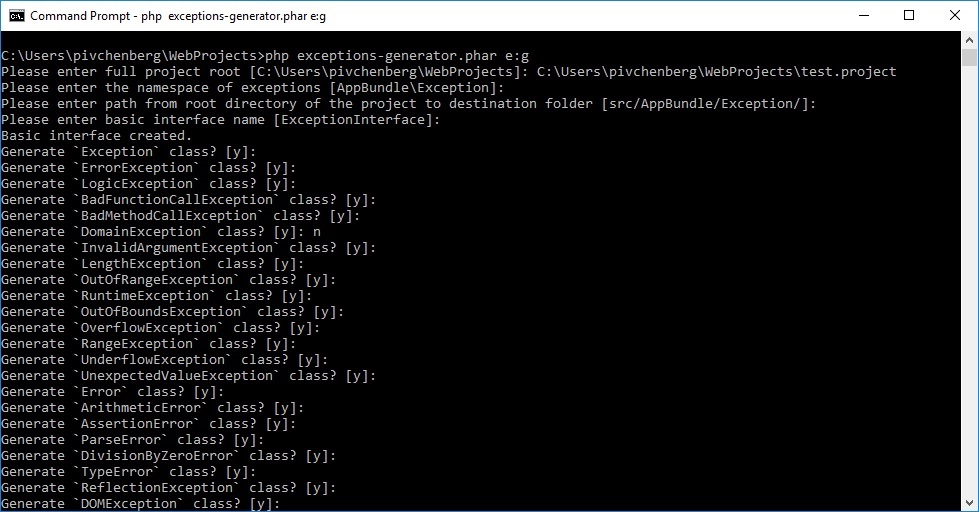 Command Prompt - php  exceptions-generator.phar e:g
C:\Users\pivchenberg\WebProjects>php exceptions-generator.phar e:g
Please enter full project root [C:\Users\pivchenberg\WebProjects]: C:\Users\pivchenberg\WebProjects\test.project
Please enter the namespace of exceptions [AppBundle\Exception]:
Please enter path from root directory of the project to destination folder [src/AppBundle/Exception/]:
Please enter basic interface name [ExceptionInterface]:
Basic interface created.
Generate `Exception` class? [y]:
Generate `ErrorException` class? [y]:
Generate `LogicException` class? [y]:
Generate `BadFunctionCallException` class? [y]:
Generate `BadMethodCallException` class? [y]:
Generate `DomainException` class? [y]: n
Generate `InvalidArgumentException` class? [y]:
Generate `LengthException` class? [y]:
Generate `OutOfRangeException` class? [y]:
Generate `RuntimeException` class? [y]:
Generate `OutOfBoundsException` class? [y]:
Generate `OverflowException` class? [y]:
Generate `RangeException` class? [y]:
Generate `UnderflowException` class? [y]:
Generate `UnexpectedValueException` class? [y]:
Generate `Error` class? [y]:
Generate `ArithmeticError` class? [y]:
Generate `AssertionError` class? [y]:
Generate `ParseError` class? [y]:
Generate `DivisionByZeroError` class? [y]:
Generate `TypeError` class? [y]:
Generate `ReflectionException` class? [y]:
Generate `DOMException` class? [y]: